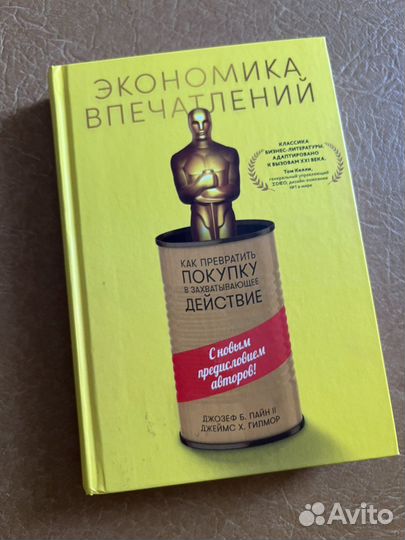 ЭКОНОМИКА
ВПЕЧАТЛЕНИЙ
КЛАССИКА
БИЗНЕС-ЛИТЕРАТУРЫ,
АДАПТИРОВАНО
К ВЫЗОВАМ XXI ВЕКА.
Том Келли,
генеральный управляющий
IDEO, дизайн-компании
№1 в мире
КАК ПРЕВРАТИТЬ
ПОКУПКУ
В ЗАХВАТЫВАЮЩЕЕ
ДЕЙСТВИЕ
С новым
предисловием
авторов!
ДЖОЗЕФ Б. ПАЙН II
ДЖЕЙМС Х. ГИЛМОР
Avito